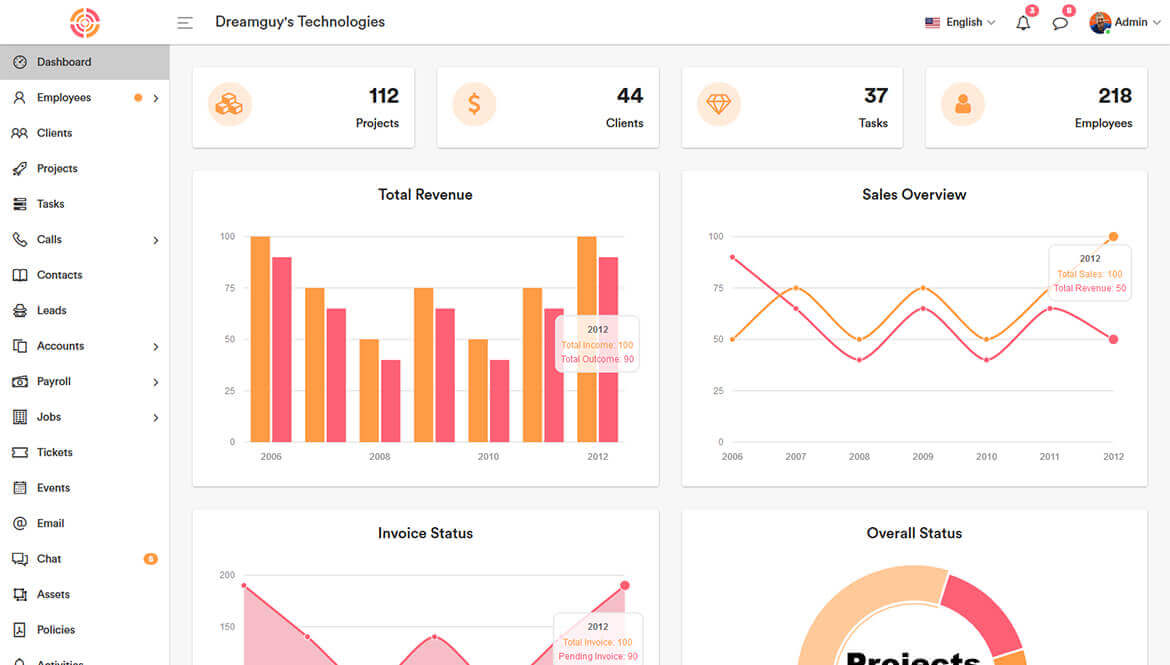 Dreamguy's Technologies
English
3
8
Admin
Dashboard
Employees
Clients
Projects
Tasks
Calls
Contacts
Leads
Accounts
Payroll
Jobs
Tickets
Events
Email
Chat
6
Assets
Policies
Activities
112
Projects
44
Clients
37
Tasks
218
Employees
Total Revenue
100
75
50
25
0
2006
2008
2010
2012
2012
Total Income: 100
Total Outcome: 90
Sales Overview
100
75
50
25
0
2006
2007
2008
2009
2010
2011
2012
2012
Total Sales: 100
Total Revenue: 50
Invoice Status
200
150
2012
Total Invoice: 100
Pending Invoice: 90
Overall Status
Projects